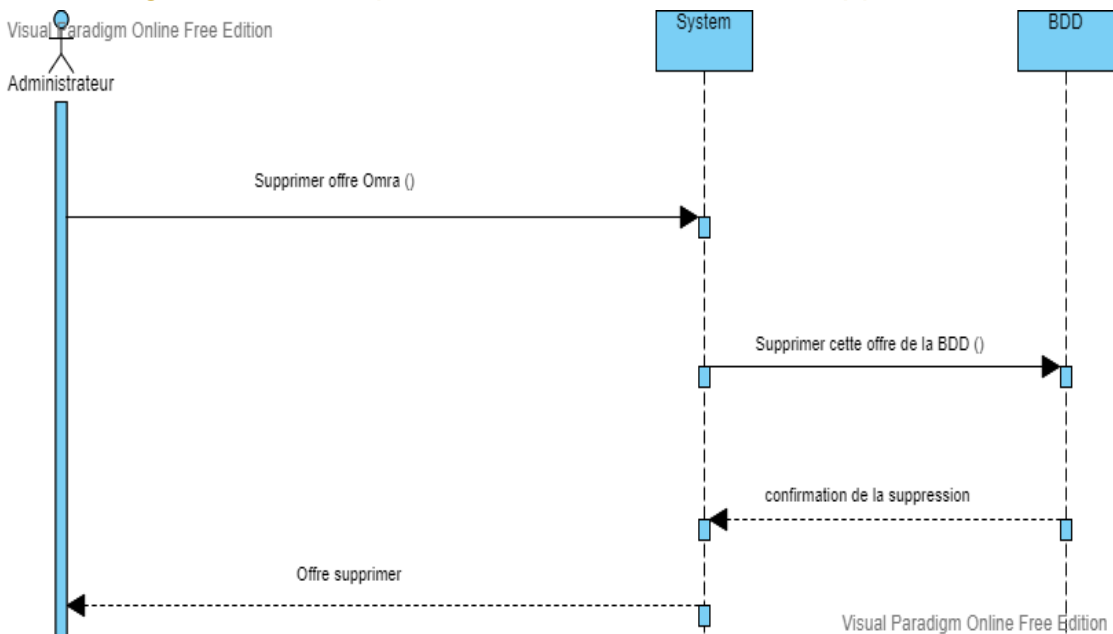 Visual Paradigm Online Free Edition
System
BDD
Administrateur
Supprimer offre Omra ()
Supprimer cette offre de la BDD ()
confirmation de la suppression
Offre supprimer
Visual Paradigm Online Free Edition